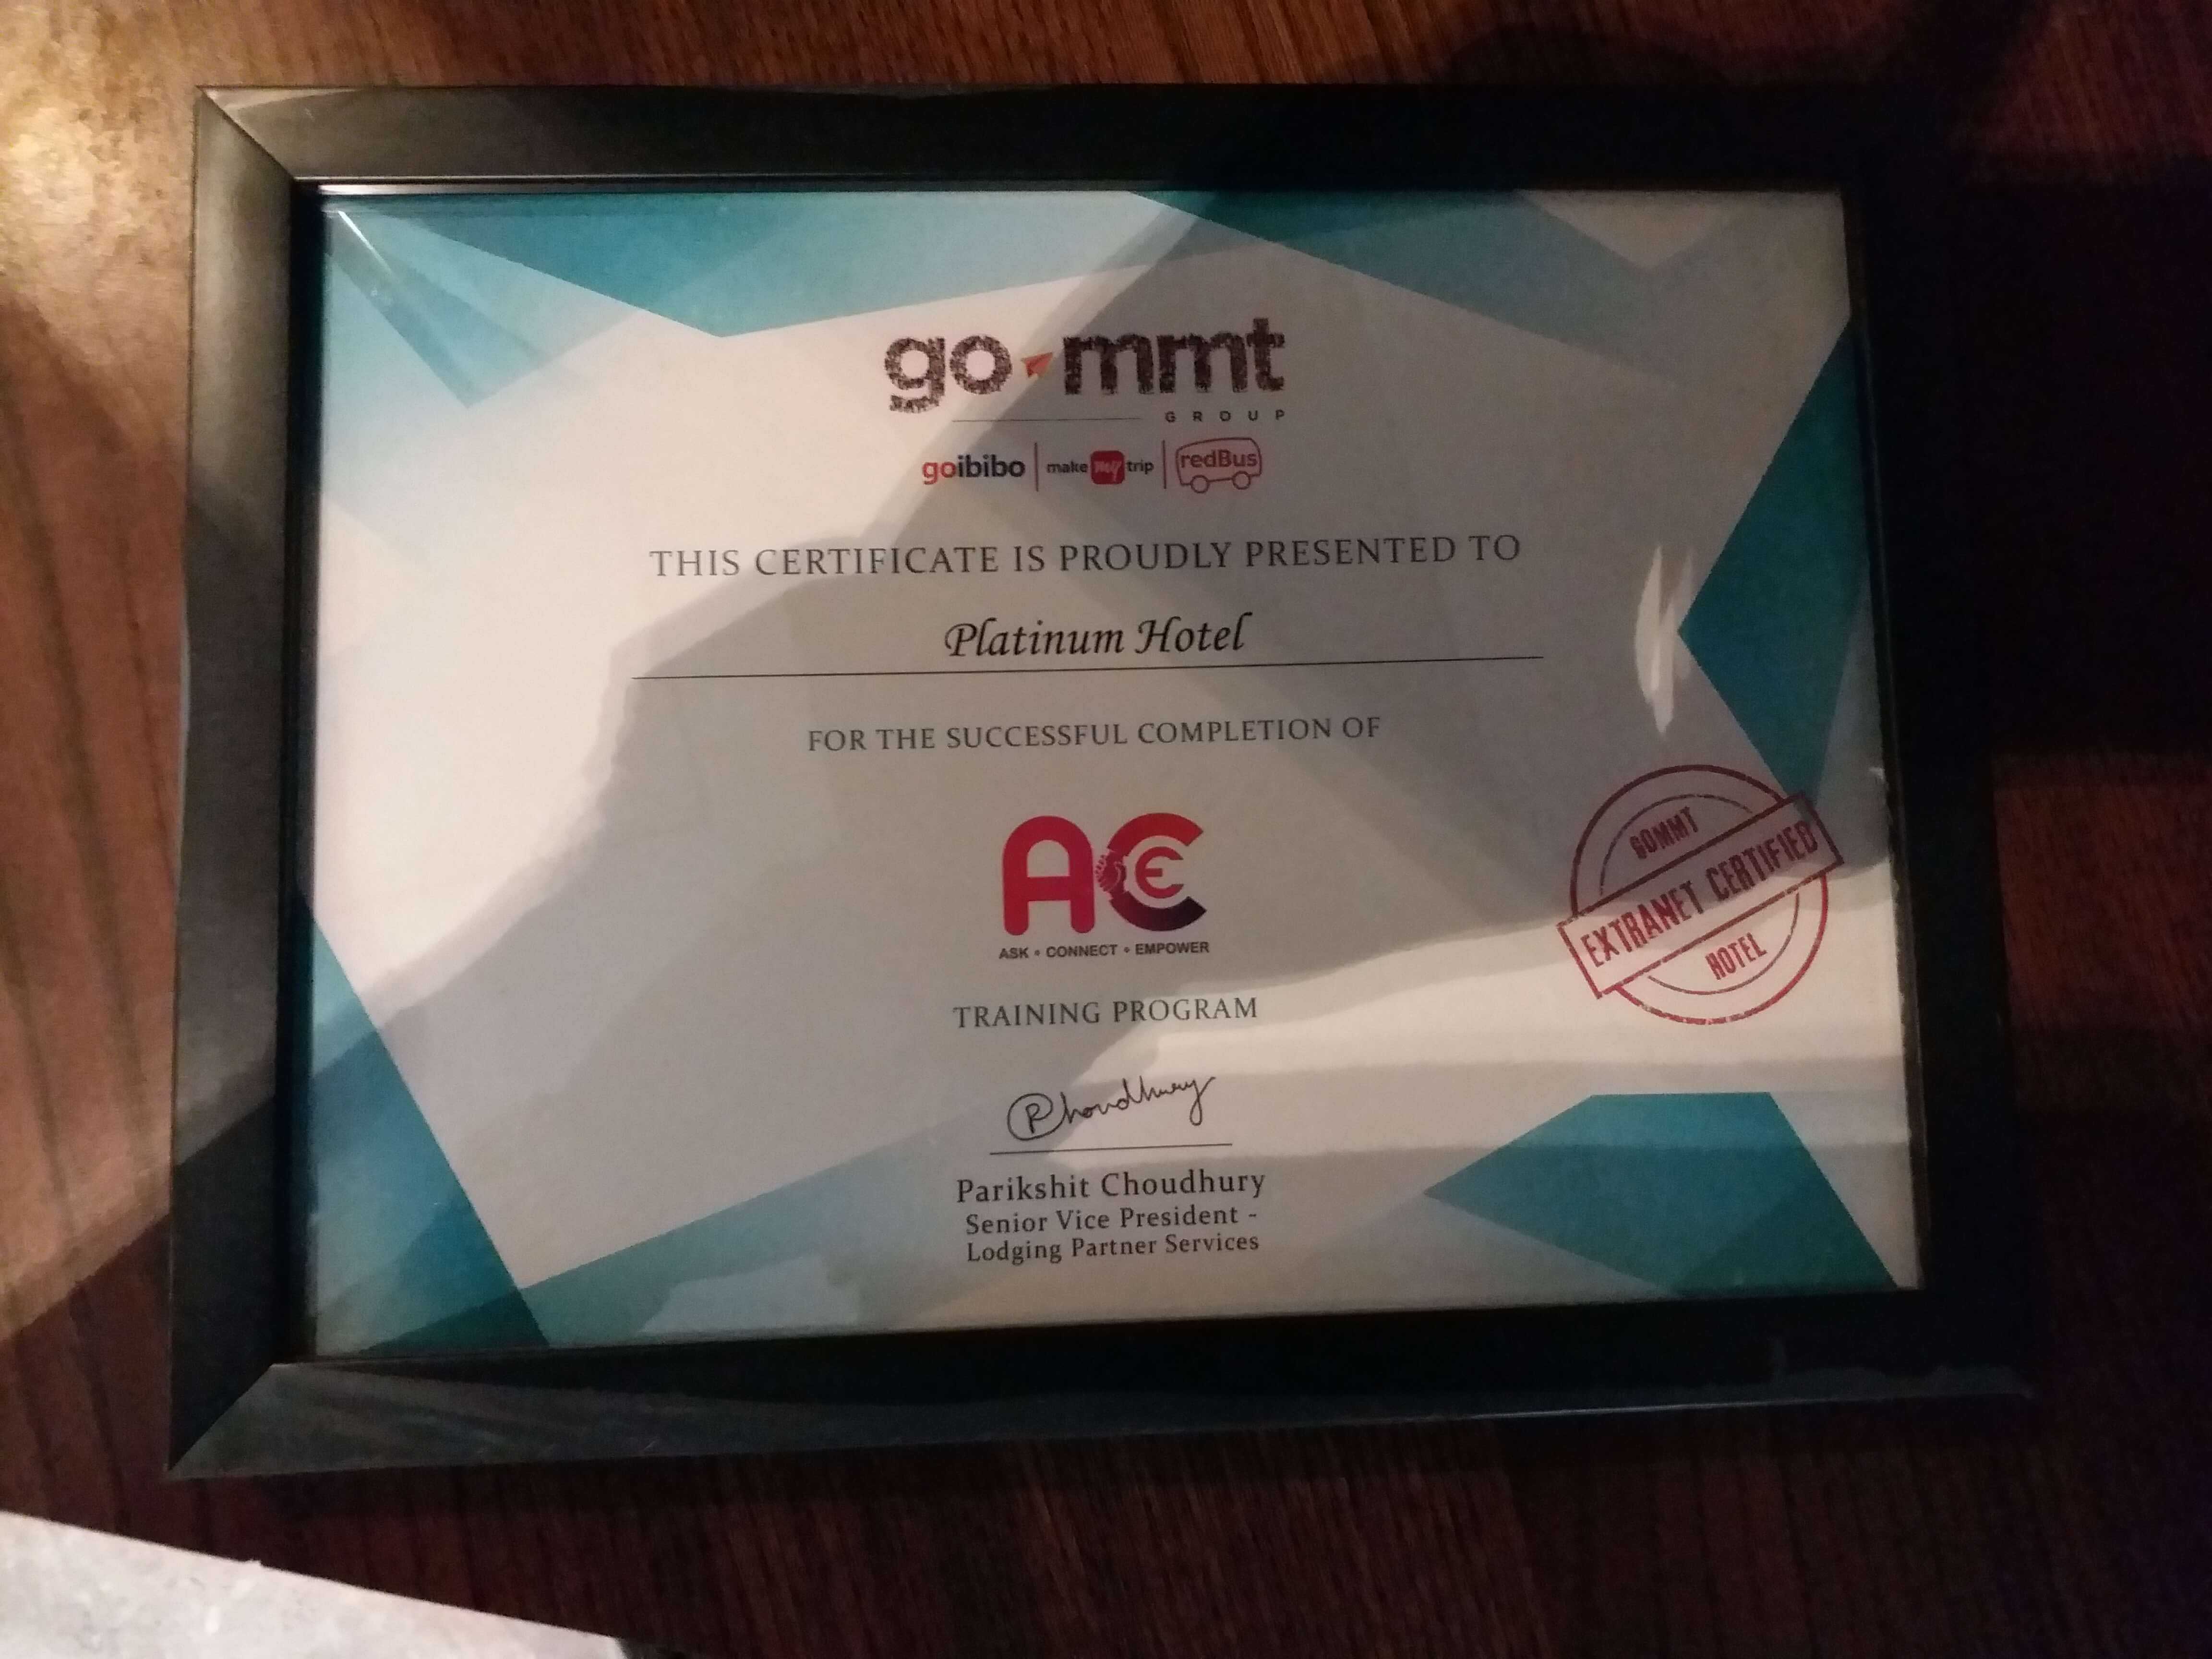 go mmt
GROUP
goibibo | make my trip | redBus
THIS CERTIFICATE IS PROUDLY PRESENTED TO
Platinum Hotel
FOR THE SUCCESSFUL COMPLETION OF
ACE
ASK • CONNECT • EMPOWER
TRAINING PROGRAM
PChoudhury
Parikshit Choudhury
Senior Vice President -
Lodging Partner Services
GOMMT
EXTRANET CERTIFIED
HOTEL